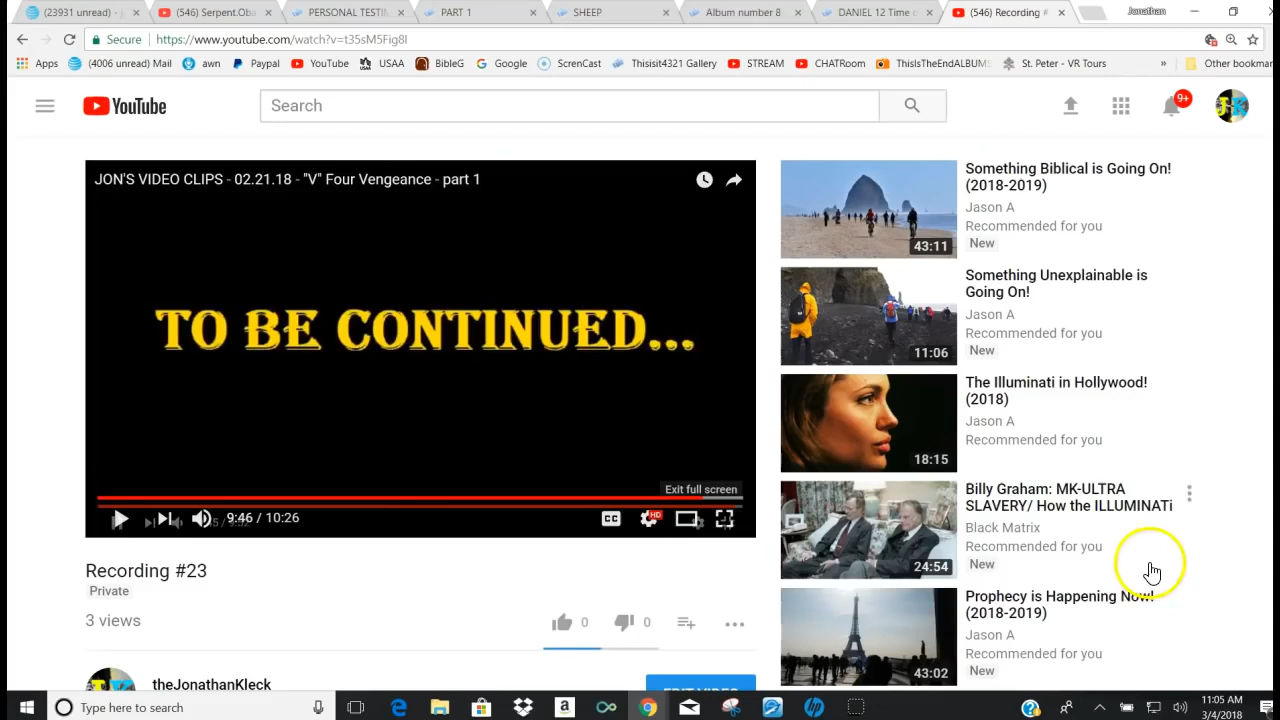 (23931 unread) -
(546) Serpent.Oba
PERSONAL TESTIN
PART 1
SHEEP
Album number 8
DANIEL 12 Time o
(546) Recording #
Jonathan
Secure
https://www.youtube.com/watch?v=t35sM5Fig8I
Apps
(4006 unread) Mail
awn
Paypal
YouTube
USAA
BibleG
Google
ScrenCast
Thisisit4321 Gallery
STREAM
CHATRoom
ThisIsTheEndALBUM
St. Peter - VR Tours
»
Other bookmar
YouTube
Search
9+
JK
JON'S VIDEO CLIPS - 02.21.18 - "V" Four Vengeance - part 1
TO BE CONTINUED...
Exit full screen
9:46 / 10:26
CC
HD
Recording #23
Private
3 views
0
0
theJonathanKleck
EDIT VIDEO
Something Biblical is Going On!
(2018-2019)
Jason A
Recommended for you
New
43:11
Something Unexplainable is
Going On!
Jason A
Recommended for you
New
11:06
The Illuminati in Hollywood!
(2018)
Jason A
Recommended for you
18:15
Billy Graham: MK-ULTRA
SLAVERY/ How the ILLUMINATi
Black Matrix
Recommended for you
New
24:54
Prophecy is Happening Now!
(2018-2019)
Jason A
Recommended for you
New
43:02
Type here to search
11:05 AM
3/4/2018